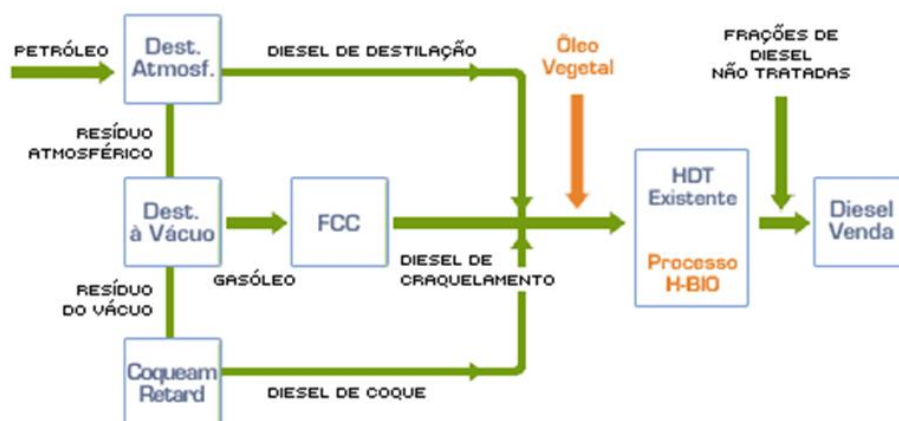 PETRÓLEO
Dest.
Atmosf.
DIESEL DE DESTILAÇÃO
Óleo
Vegetal
FRAÇÕES DE
DIESEL
NÃO TRATADAS
RESÍDUO
ATMOSFÉRICO
Dest.
à Vácuo
GASÓLEO
FCC
DIESEL DE
CRAQUELAMENTO
HDT
Existente
Processo
H-BIO
Diesel
Venda
RESÍDUO
DO VÁCUO
Coqueam
Retard
DIESEL DE COQUE